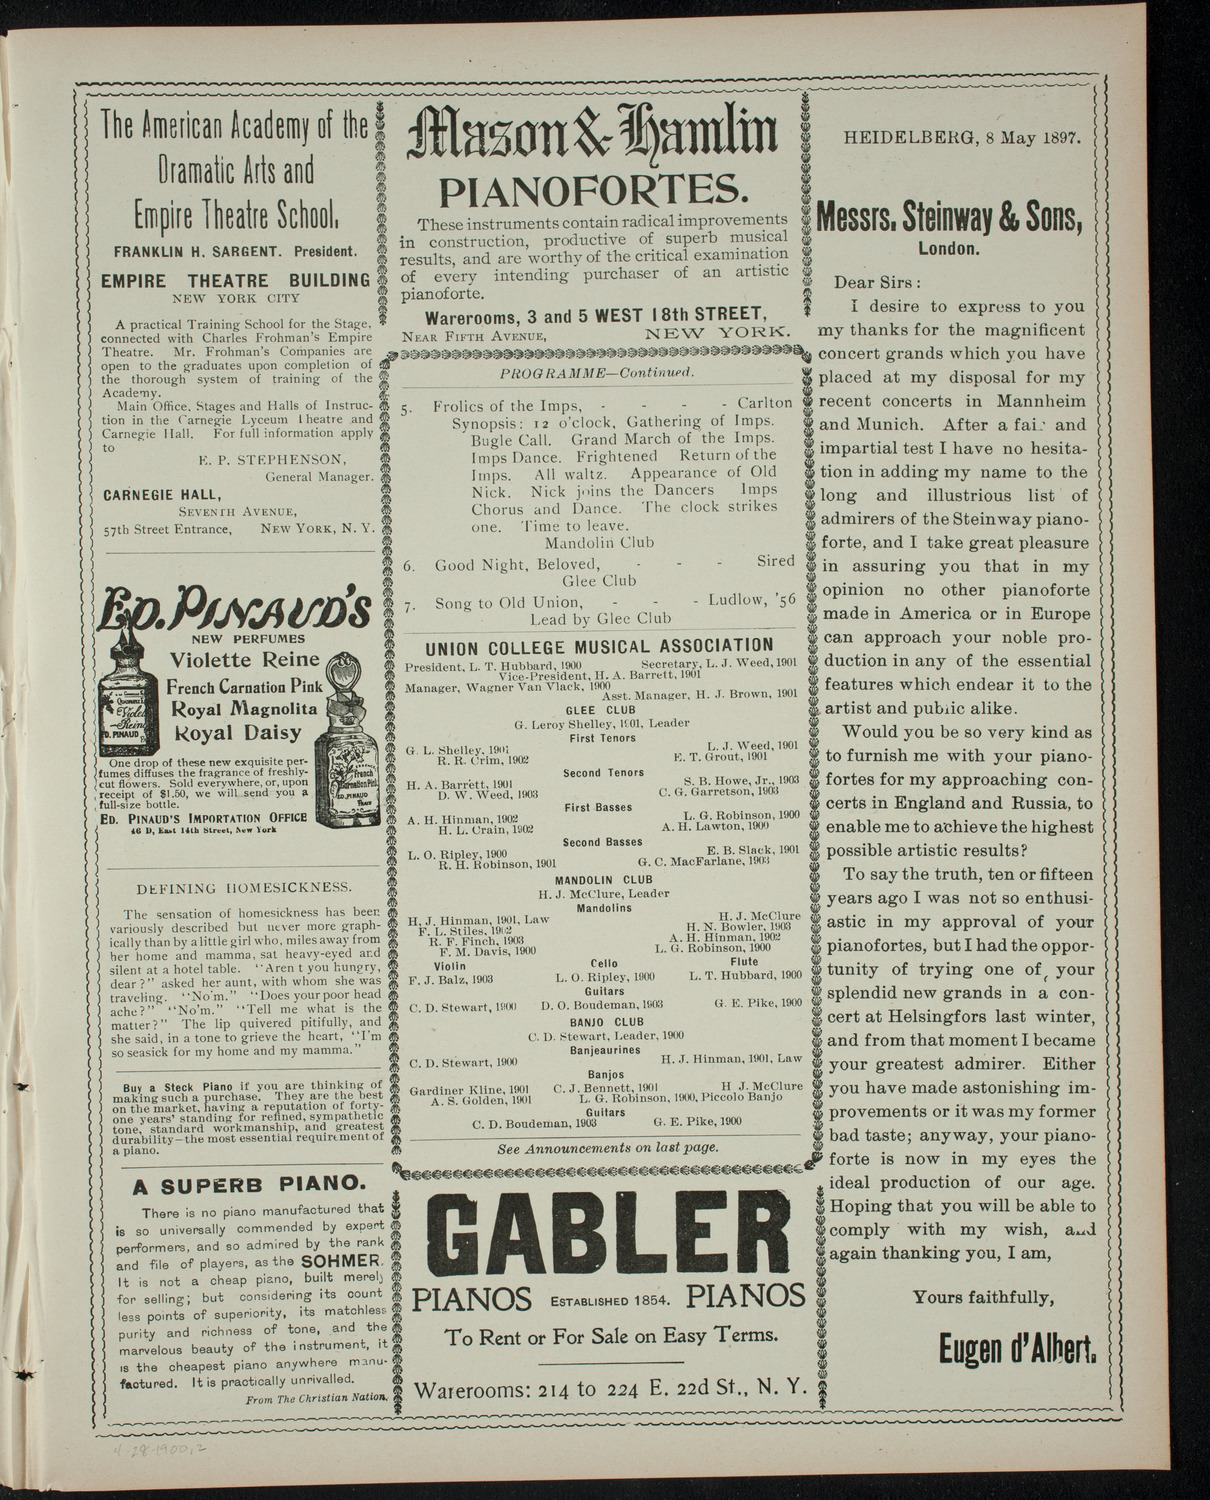 The American Academy of the
Dramatic Arts and
Empire Theatre School,
FRANKLIN H. SARGENT. President.
EMPIRE THEATRE BUILDING
NEW YORK CITY
A practical Training School for the Stage,
connected with Charles Frohman's Empire
Theatre. Mr. Frohman's Companies are
open to the graduates upon completion of
the thorough system of training of the
Academy.
Main Office, Stages and Halls of Instruc-
tion in the Carnegie Lyceum Theatre and
Carnegie Hall. For full information apply
to
E. P. STEPHENSON,
General Manager.
CARNEGIE HALL,
SEVENTH AVENUE,
57th Street Entrance, NEW YORK, N. Y.
ED. PINAUD'S
NEW PERFUMES
Violette Reine
French Carnation Pink
Royal Magnolia
Royal Daisy
Violette
Reine
ED. PINAUD
French
Carnation Pink
ED. PINAUD
One drop of these new exquisite per-
fumes diffuses the fragrance of freshly-
cut flowers. Sold everywhere, or, upon
receipt of $1.50, we will send you a
full-size bottle.
ED. PINAUD'S IMPORTATION OFFICE
46 D, East 14th Street, New York
DEFINING HOMESICKNESS.
The sensation of homesickness has been
variously described but never more graph-
ically than by a little girl who, miles away from
her home and mamma, sat heavy-eyed and
silent at a hotel table. "Aren t you hungry,
dear?" asked her aunt, with whom she was
traveling. "No'm." "Does your poor head
ache?" "No'm." "Tell me what is the
matter?" The lip quivered pitifully, and
she said, in a tone to grieve the heart, "I'm
so seasick for my home and my mamma."
Buy a Steck Piano if you are thinking of
making such a purchase. They are the best
on the market, having a reputation of forty-
one years' standing for refined, sympathetic
tone, standard workmanship, and greatest
durability—the most essential requirement of
a piano.
A SUPERB PIANO.
There is no piano manufactured that
is so universally commended by expert
performers, and so admired by the rank
and file of players, as the SOHMER.
It is not a cheap piano, built merely
for selling; but considering its count
less points of superiority, its matchless
purity and richness of tone, and the
marvelous beauty of the instrument, it
is the cheapest piano anywhere manu-
factured. It is practically unrivalled.
From The Christian Nation.
Mason & Hamlin
PIANOFORTES.
These instruments contain radical improvements
in construction, productive of superb musical
results, and are worthy of the critical examination
of every intending purchaser of an artistic
pianoforte.
Warerooms, 3 and 5 WEST 18th STREET,
NEAR FIFTH AVENUE, NEW YORK.
PROGRAMME—Continued.
5. Frolics of the Imps, - - - - Carlton
Synopsis: 12 o'clock, Gathering of Imps.
Bugle Call. Grand March of the Imps.
Imps Dance. Frightened Return of the
Imps. All waltz. Appearance of Old
Nick. Nick joins the Dancers Imps
Chorus and Dance. The clock strikes
one. Time to leave.
Mandolin Club
6. Good Night, Beloved, - - - Sired
Glee Club
7. Song to Old Union, - - - Ludlow, '56
Lead by Glee Club
UNION COLLEGE MUSICAL ASSOCIATION
President, L. T. Hubbard, 1900 Secretary, L. J. Weed, 1901
Vice-President, H. A. Barrett, 1901
Manager, Wagner Van Vlack, 1900
Asst. Manager, H. J. Brown, 1901
GLEE CLUB
G. Leroy Shelley, 1901, Leader
First Tenors
G. L. Shelley, 1901 L. J. Weed, 1901
R. R. Crim, 1902 E. T. Grout, 1901
Second Tenors
H. A. Barrett, 1901 S. B. Howe, Jr., 1903
D. W. Weed, 1903 C. G. Garretson, 1903
First Basses
A. H. Hinman, 1902 L. G. Robinson, 1900
H. L. Crain, 1902 A. H. Lawton, 1900
Second Basses
L. O. Ripley, 1900 E. B. Slack, 1901
R. H. Robinson, 1901 G. C. MacFarlane, 1903
MANDOLIN CLUB
H. J. McClure, Leader
Mandolins
H. J. Hinman, 1901, Law H. J. McClure
F. L. Stiles, 1902 H. N. Bowler, 1903
R. F. Finch, 1903 A. H. Hinman, 1902
F. M. Davis, 1900 L. G. Robinson, 1900
Violin Cello Flute
F. J. Balz, 1903 L. O. Ripley, 1900 L. T. Hubbard, 1900
Guitars
C. D. Stewart, 1900 D. O. Boudeman, 1903 G. E. Pike, 1900
BANJO CLUB
C. D. Stewart, Leader, 1900
Banjeaurines
C. D. Stewart, 1900 H. J. Hinman, 1901, Law
Banjos
Gardiner Kline, 1901 C. J. Bennett, 1901 H J. McClure
A. S. Golden, 1901 L. G. Robinson, 1900, Piccolo Banjo
Guitars
C. D. Boudeman, 1903 G. E. Pike, 1900
See Announcements on last page.
GABLER
PIANOS ESTABLISHED 1854. PIANOS
To Rent or For Sale on Easy Terms.
Warerooms: 214 to 224 E. 22d St., N. Y.
HEIDELBERG, 8 May 1897.
Messrs. Steinway & Sons,
London.
Dear Sirs:
I desire to express to you
my thanks for the magnificent
concert grands which you have
placed at my disposal for my
recent concerts in Mannheim
and Munich. After a fair and
impartial test I have no hesita-
tion in adding my name to the
long and illustrious list of
admirers of the Steinway piano-
forte, and I take great pleasure
in assuring you that in my
opinion no other pianoforte
made in America or in Europe
can approach your noble pro-
duction in any of the essential
features which endear it to the
artist and public alike.
Would you be so very kind as
to furnish me with your piano-
fortes for my approaching con-
certs in England and Russia, to
enable me to achieve the highest
possible artistic results?
To say the truth, ten or fifteen
years ago I was not so enthusi-
astic in my approval of your
pianofortes, but I had the oppor-
tunity of trying one of your
splendid new grands in a con-
cert at Helsingfors last winter,
and from that moment I became
your greatest admirer. Either
you have made astonishing im-
provements or it was my former
bad taste; anyway, your piano-
forte is now in my eyes the
ideal production of our age.
Hoping that you will be able to
comply with my wish, and
again thanking you, I am,
Yours faithfully,
Eugen d'Albert.
4-28-1900, 2